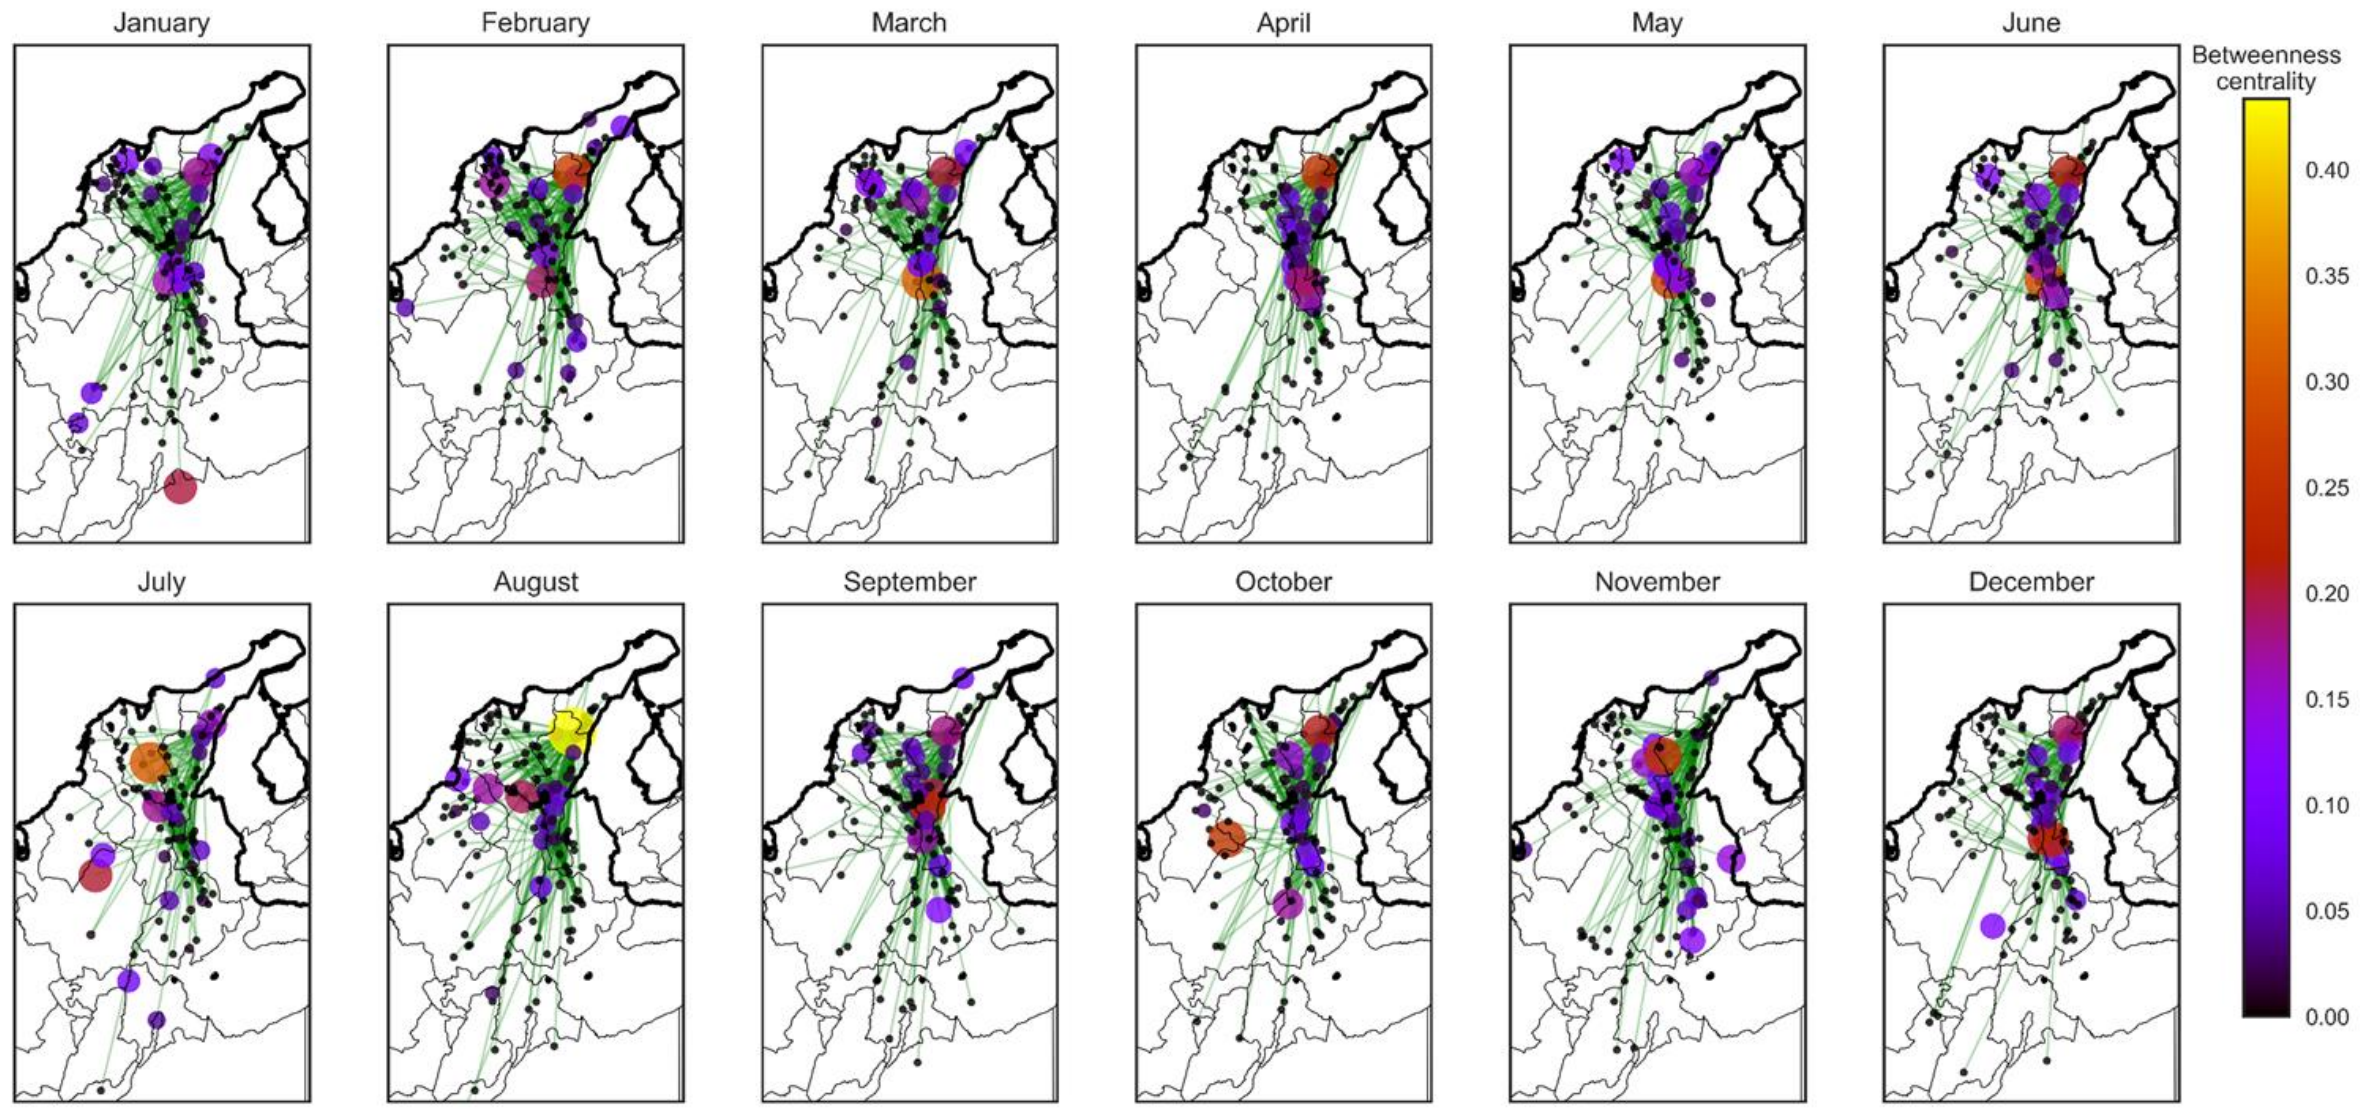 January
February
March
April
May
June
Betweenness
centrality
0.40
0.35
0.30
0.25
0.20
0.15
0.10
0.05
0.00
July
August
September
October
November
December